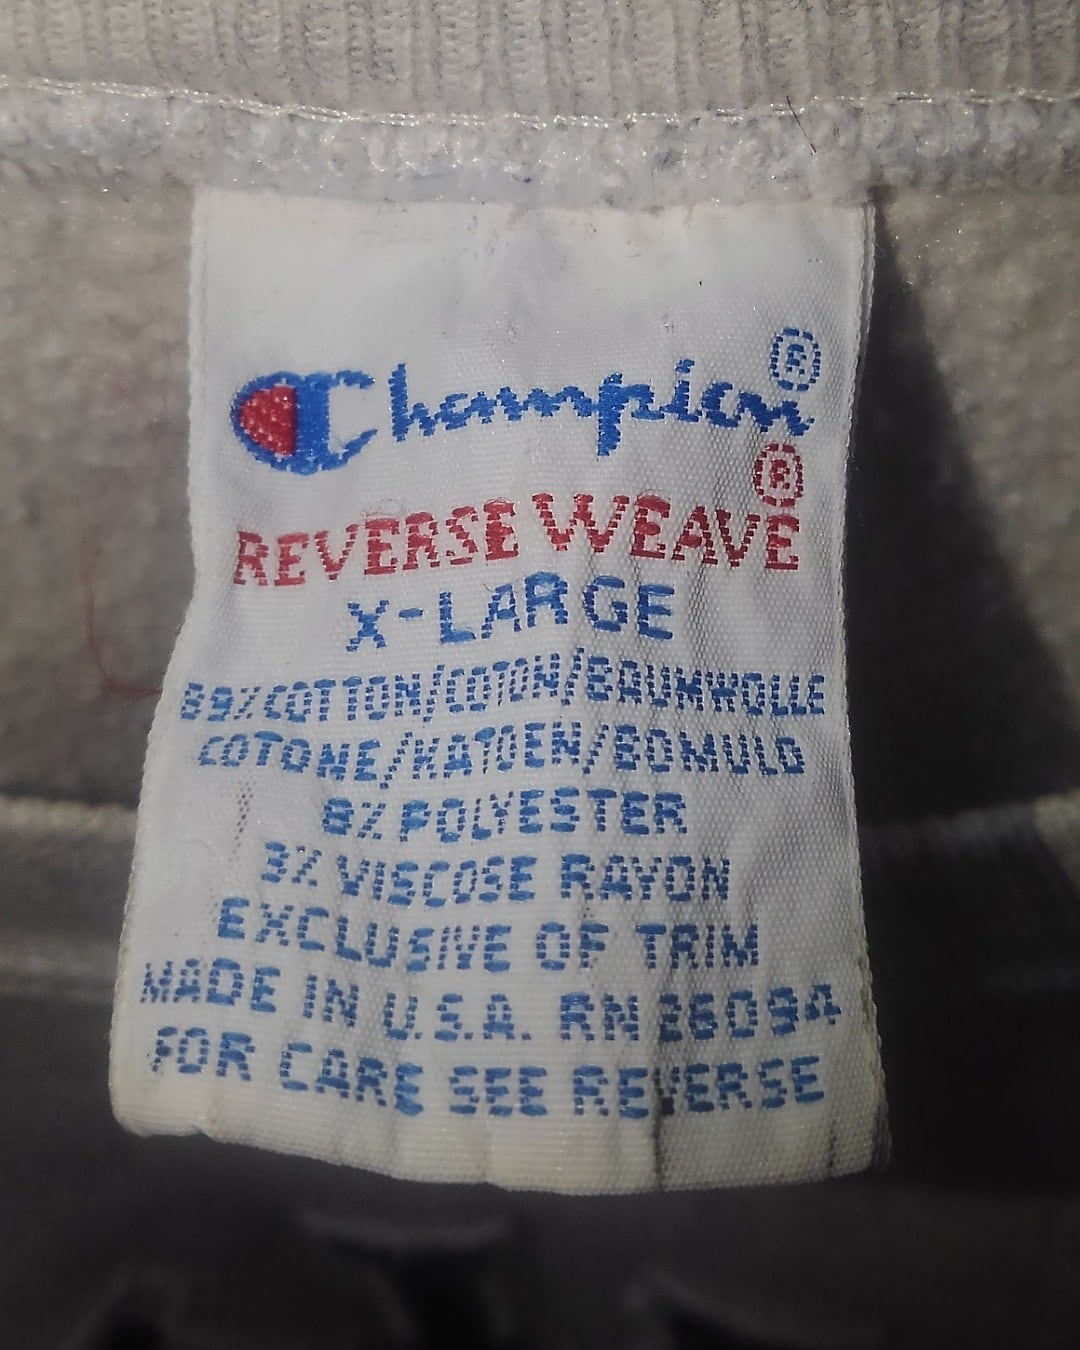 Champion®
REVERSE WEAVE®
X-LARGE
89% COTTON/COTON/BAUMWOLLE
COTONE/KATOEN/BOMULD
8% POLYESTER
3% VISCOSE RAYON
EXCLUSIVE OF TRIM
MADE IN U.S.A. RN 26094
FOR CARE SEE REVERSE